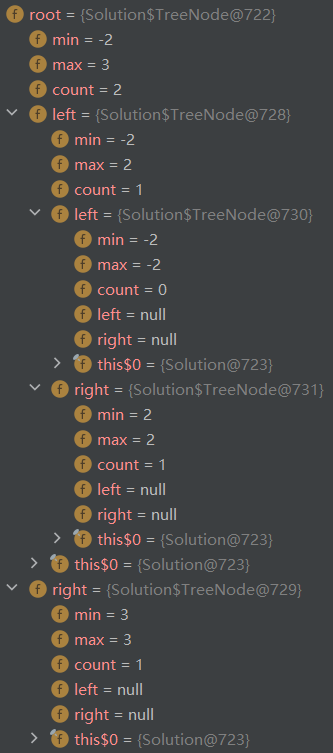 f root = {Solution$TreeNode@722}
f min = -2
f max = 3
f count = 2
f left = {Solution$TreeNode@728}
f min = -2
f max = 2
f count = 1
f left = {Solution$TreeNode@730}
f min = -2
f max = -2
f count = 0
f left = null
f right = null
f this$0 = {Solution@723}
f right = {Solution$TreeNode@731}
f min = 2
f max = 2
f count = 1
f left = null
f right = null
f this$0 = {Solution@723}
f this$0 = {Solution@723}
f right = {Solution$TreeNode@729}
f min = 3
f max = 3
f count = 1
f left = null
f right = null
f this$0 = {Solution@723}